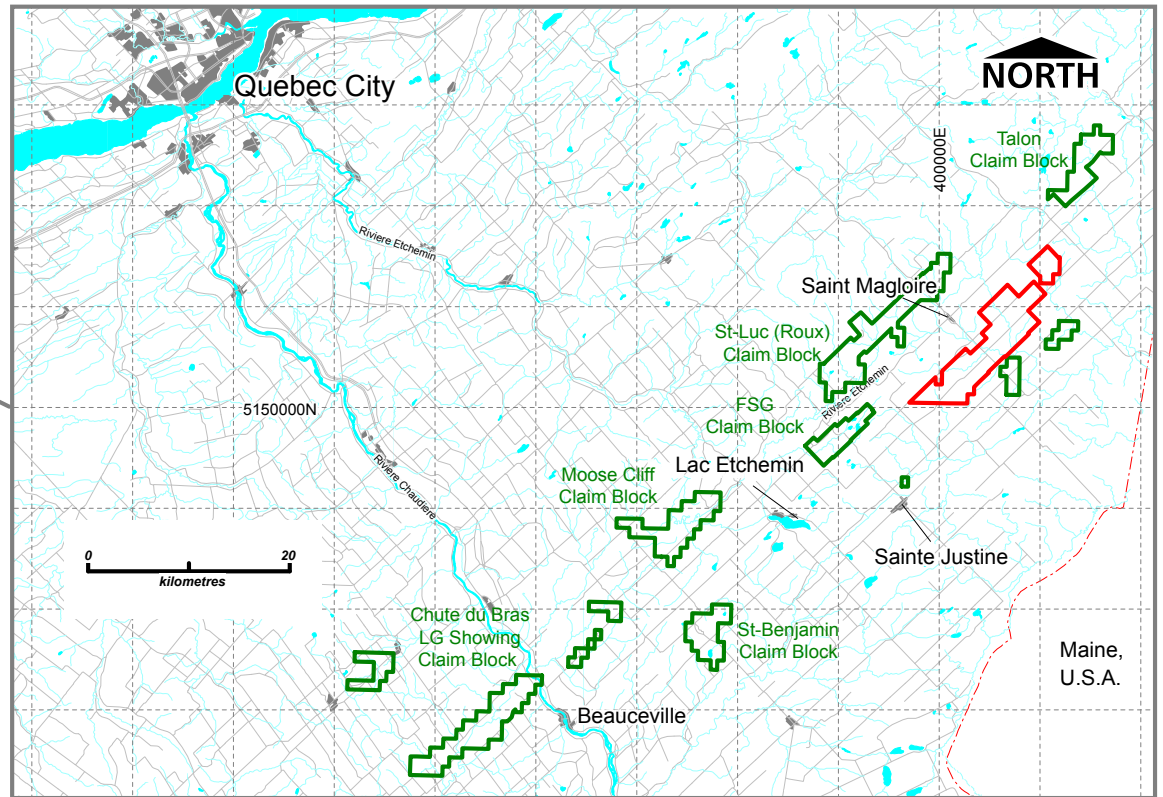 Quebec City
NORTH
Talon
Claim Block
400000E
Riviere Etchemin
Saint Magloire
St-Luc (Roux)
Claim Block
Riviere Etchemin
5150000N
FSG
Claim Block
Lac Etchemin
Moose Cliff
Claim Block
Riviere Chaudiere
0 20
kilometres
Sainte Justine
Chute du Bras
LG Showing
Claim Block
St-Benjamin
Claim Block
Maine,
U.S.A.
Beauceville